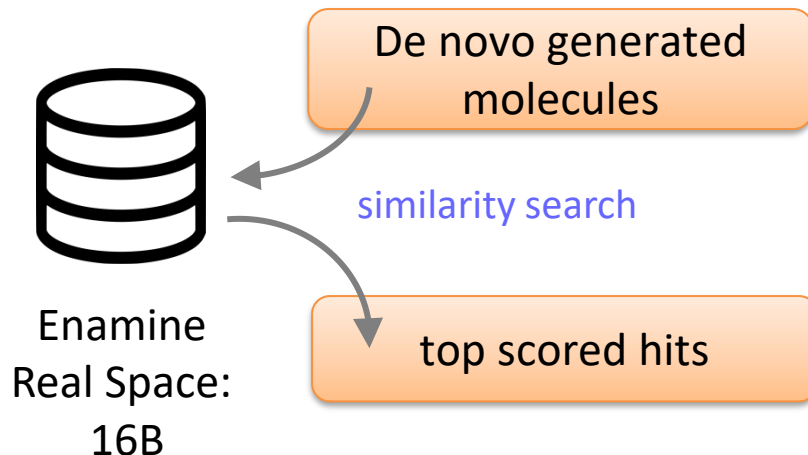 De novo generated
molecules
similarity search
Enamine
Real Space:
16B
top scored hits